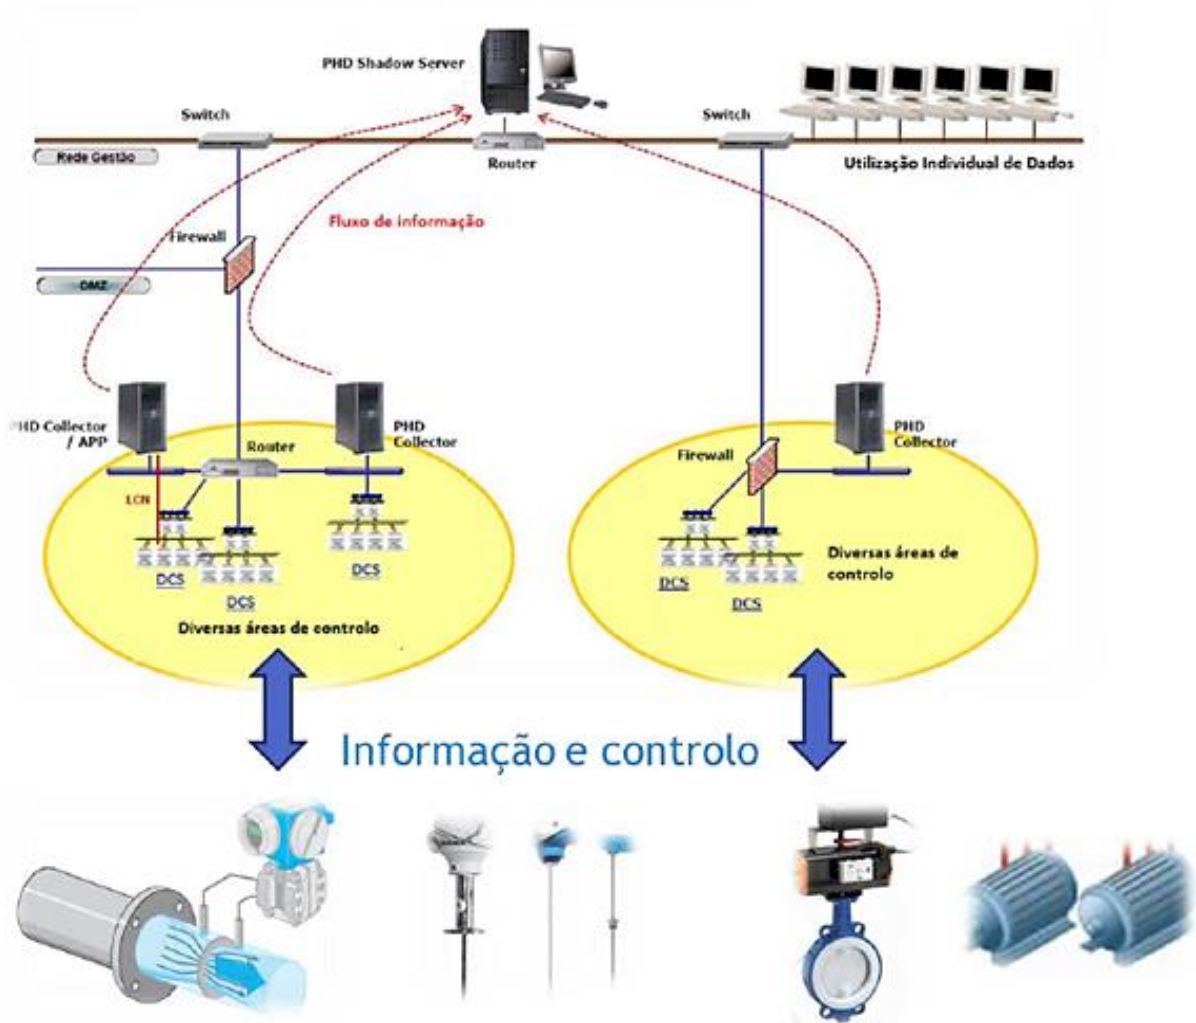 PHD Shadow Server
Switch
Switch
Rede Gestão
Router
Utilização Individual de Dados
Fluxo de informação
Firewall
DMZ
PHD Collector
/ APP
PHD
Collector
PHD
Collector
Router
Firewall
LCN
DCS
DCS
DCS
Diversas áreas de
controlo
DCS
DCS
Diversas áreas de controlo
Informação e controlo